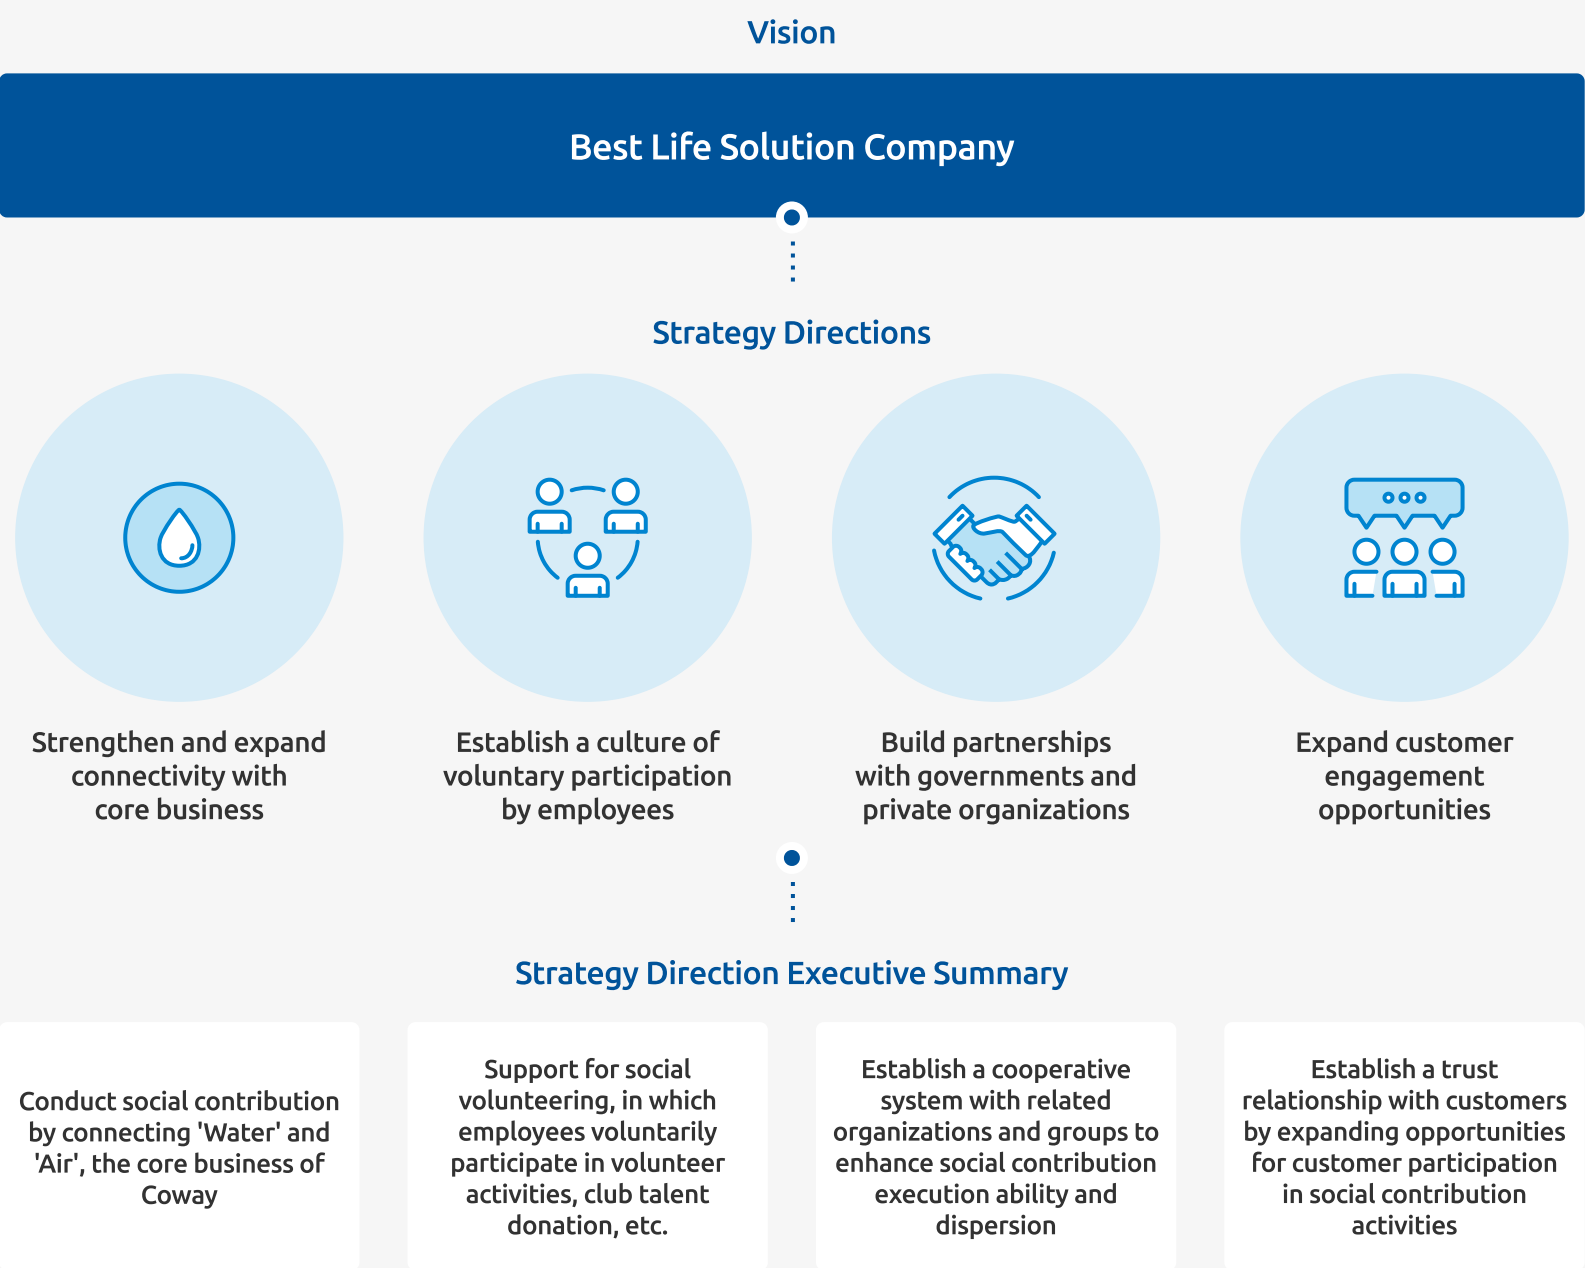 Vision
Best Life Solution Company
Strategy Directions
Strengthen and expand
connectivity with
core business
Establish a culture of
voluntary participation
by employees
Build partnerships
with governments and
private organizations
Expand customer
engagement
opportunities
Strategy Direction Executive Summary
Conduct social contribution
by connecting 'Water' and
'Air', the core business of
Coway
Support for social
volunteering, in which
employees voluntarily
participate in volunteer
activities, club talent
donation, etc.
Establish a cooperative
system with related
organizations and groups to
enhance social contribution
execution ability and
dispersion
Establish a trust
relationship with customers
by expanding opportunities
for customer participation
in social contribution
activities